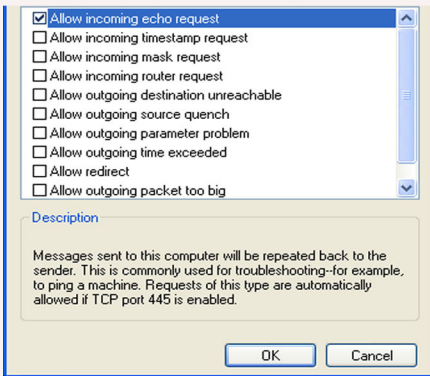 Allow incoming echo request
Allow incoming timestamp request
Allow incoming mask request
Allow incoming router request
Allow outgoing destination unreachable
Allow outgoing source quench
Allow outgoing parameter problem
Allow outgoing time exceeded
Allow redirect
Allow outgoing packet too big
Description
Messages sent to this computer will be repeated back to the
sender. This is commonly used for troubleshooting--for example,
to ping a machine. Requests of this type are automatically
allowed if TCP port 445 is enabled.
OK Cancel